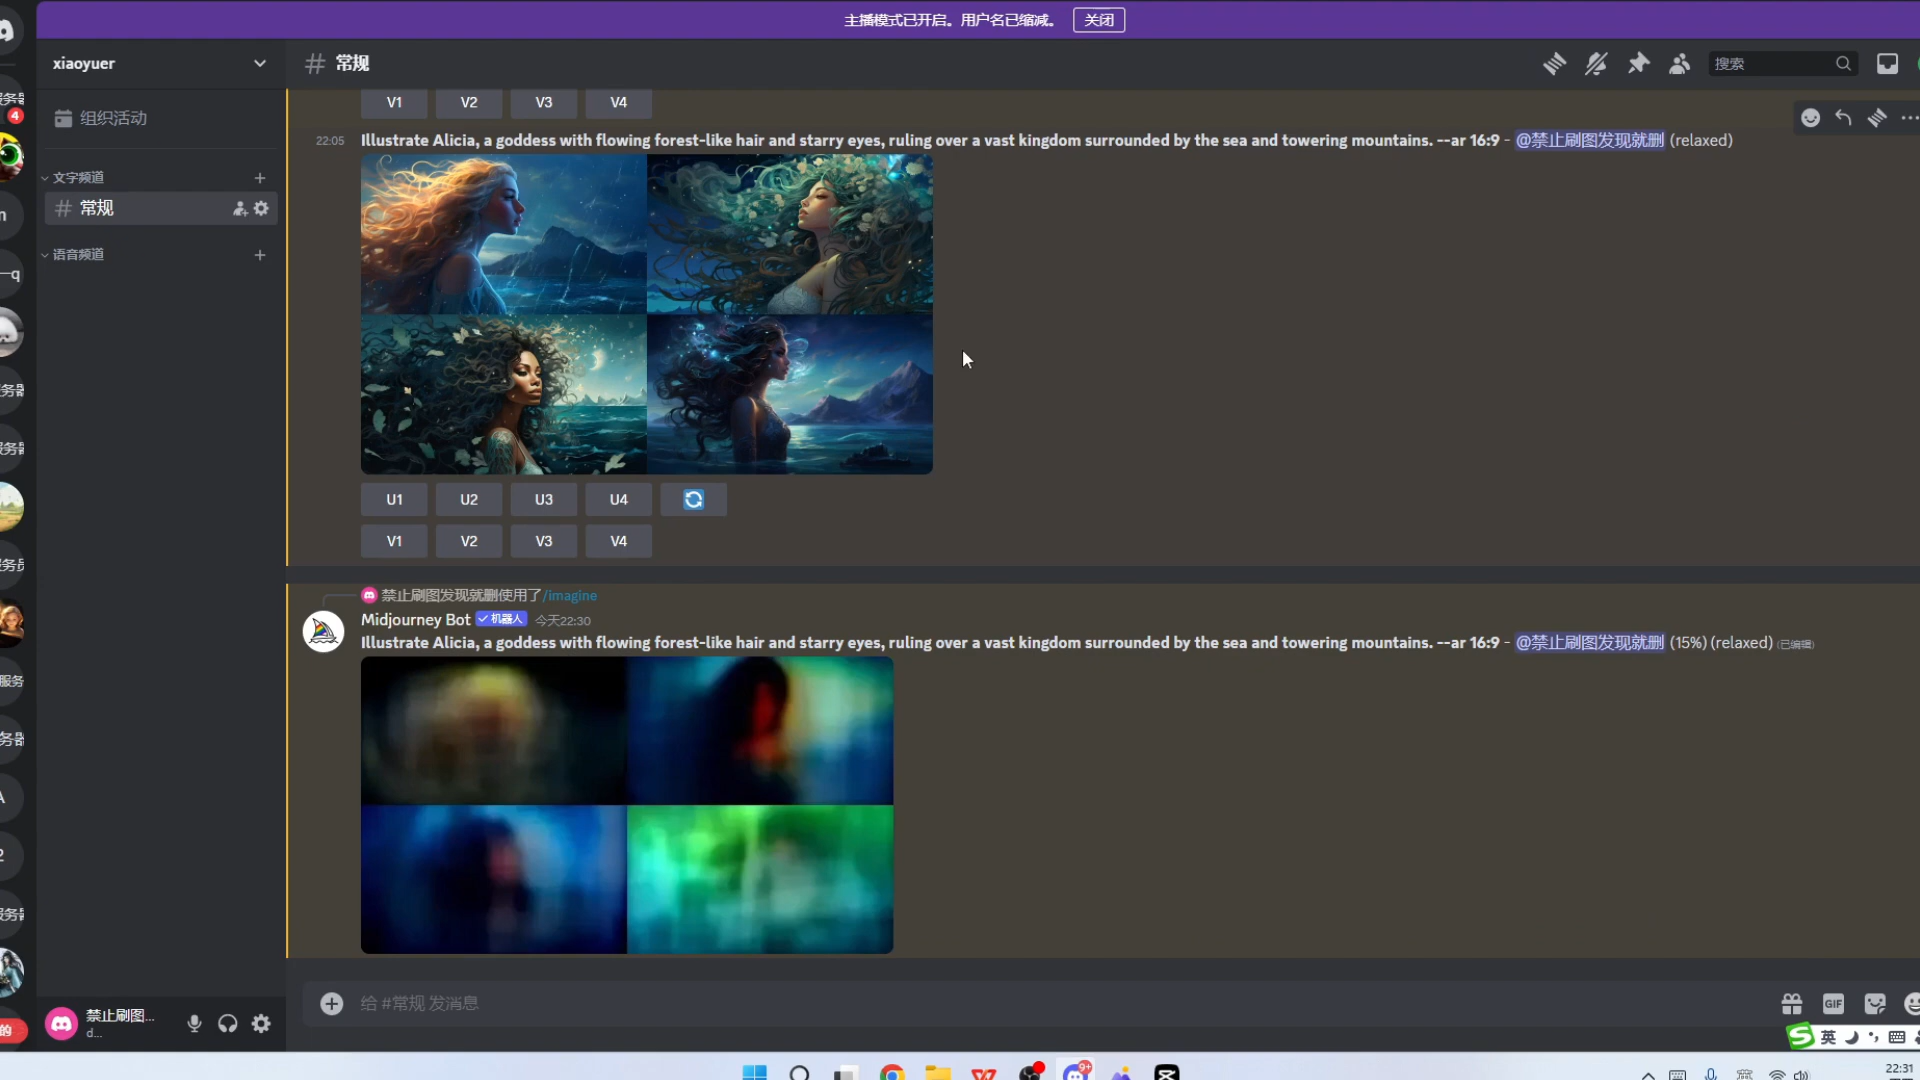 主播模式已开启。用户名已缩减。 关闭
xiaoyuer
常规
搜索
组织活动
文字频道
常规
语音频道
V1 V2 V3 V4
22:05 Illustrate Alicia, a goddess with flowing forest-like hair and starry eyes, ruling over a vast kingdom surrounded by the sea and towering mountains. --ar 16:9 - @禁止刷图发现就删 (relaxed)
U1 U2 U3 U4
V1 V2 V3 V4
禁止刷图发现就删使用了/imagine
Midjourney Bot 机器人 今天22:30
Illustrate Alicia, a goddess with flowing forest-like hair and starry eyes, ruling over a vast kingdom surrounded by the sea and towering mountains. --ar 16:9 - @禁止刷图发现就删 (15%) (relaxed) (已编辑)
给 #常规 发消息
GIF
禁止刷图...
d...
4
英
9+
22:31